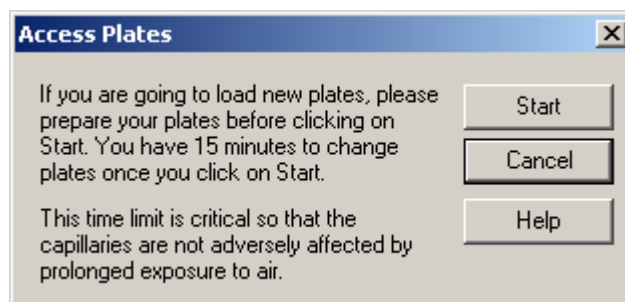 Access Plates
If you are going to load new plates, please
prepare your plates before clicking on
Start. You have 15 minutes to change
plates once you click on Start.
This time limit is critical so that the
capillaries are not adversely affected by
prolonged exposure to air.
Start
Cancel
Help